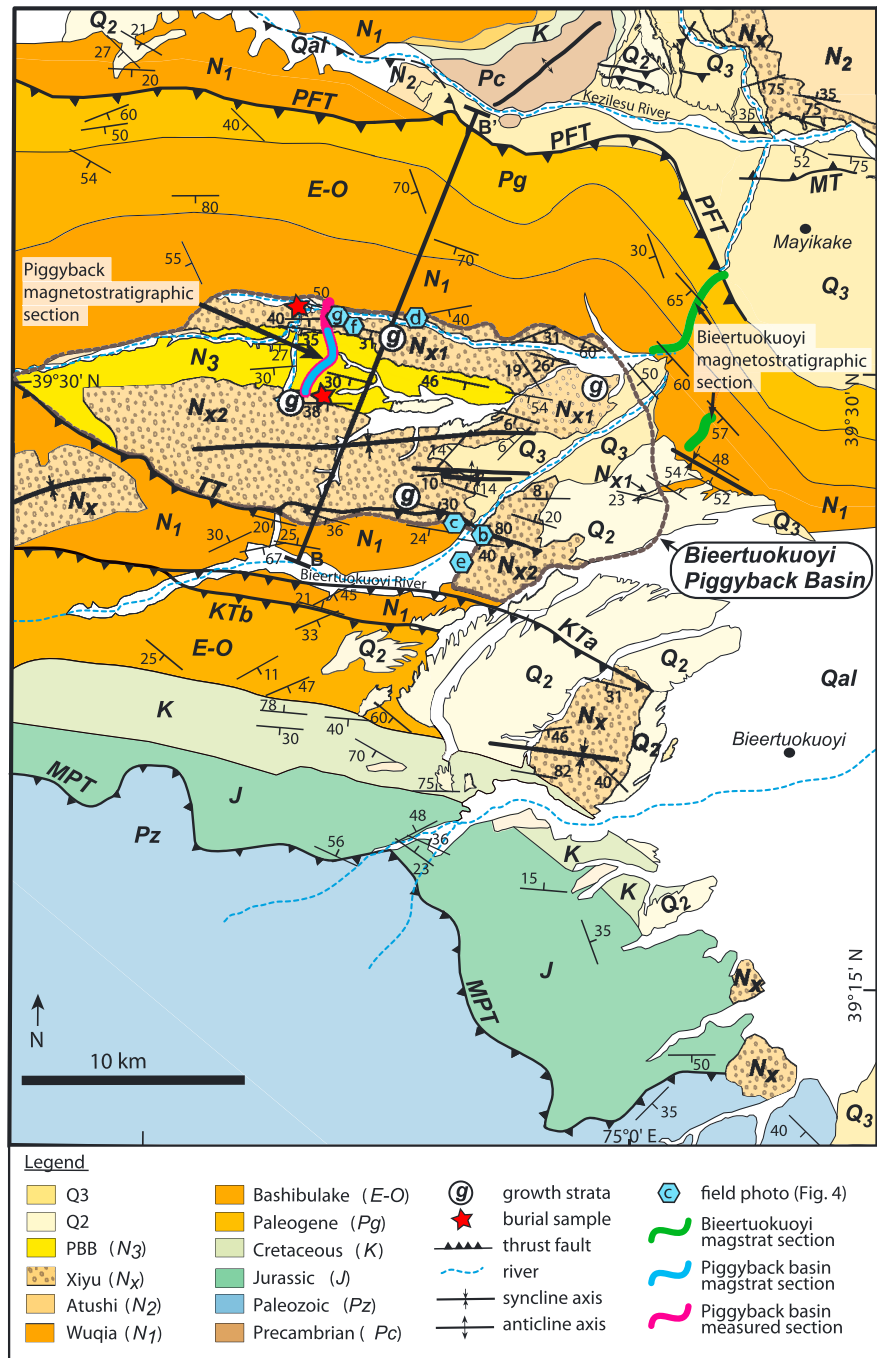 Q2
21
27
20
N1
Qal
N1
K
Pc
N2
Q2
Q3
Nx
N2
75
35
75
35
Kezilesu River
52
75
MT
60
50
40
PFT
B'
PFT
Pg
PFT
54
E-O
80
70
Mayikake
Q3
30
65
55
N1
70
Piggyback
magnetostratigraphic
section
50
40
g
f
d
40
35
31
g
Nx1
31
60
Bieertuokuoyi
magnetostratigraphic
section
27
N3
30
30
46
19
26
g
50
60
39°30' N
39°30' N
g
38
54
Nx1
57
Nx2
6
6
14
Q3
Q3
48
54
Nx1
23
52
10
14
8
Nx
TT
g
30
20
Q2
N1
Q3
N1
30
20
25
36
N1
24
c
b
80
40
e
Nx2
67
B
Bieertuokuoyi River
Bieertuokuoyi
Piggyback Basin
21
45
KTb
33
N1
KTa
E-O
Q2
25
11
47
Q2
Q2
Qal
31
K
78
30
40
60
70
Nx
46
Q2
82
40
Bieertuokuoyi
75
MPT
J
Pz
48
36
56
23
K
K
Q2
15
35
J
39°15' N
Nx
MPT
N
10 km
50
Nx
35
75°0' E
40
Q3
Legend
Q3
Q2
PBB (N3)
Xiyu (Nx)
Atushi (N2)
Wuqia (N1)
Bashibulake (E-O)
Paleogene (Pg)
Cretaceous (K)
Jurassic (J)
Paleozoic (Pz)
Precambrian (Pc)
g growth strata
burial sample
thrust fault
river
syncline axis
anticline axis
c field photo (Fig. 4)
Bieertuokuoyi
magstrat section
Piggyback basin
magstrat section
Piggyback basin
measured section